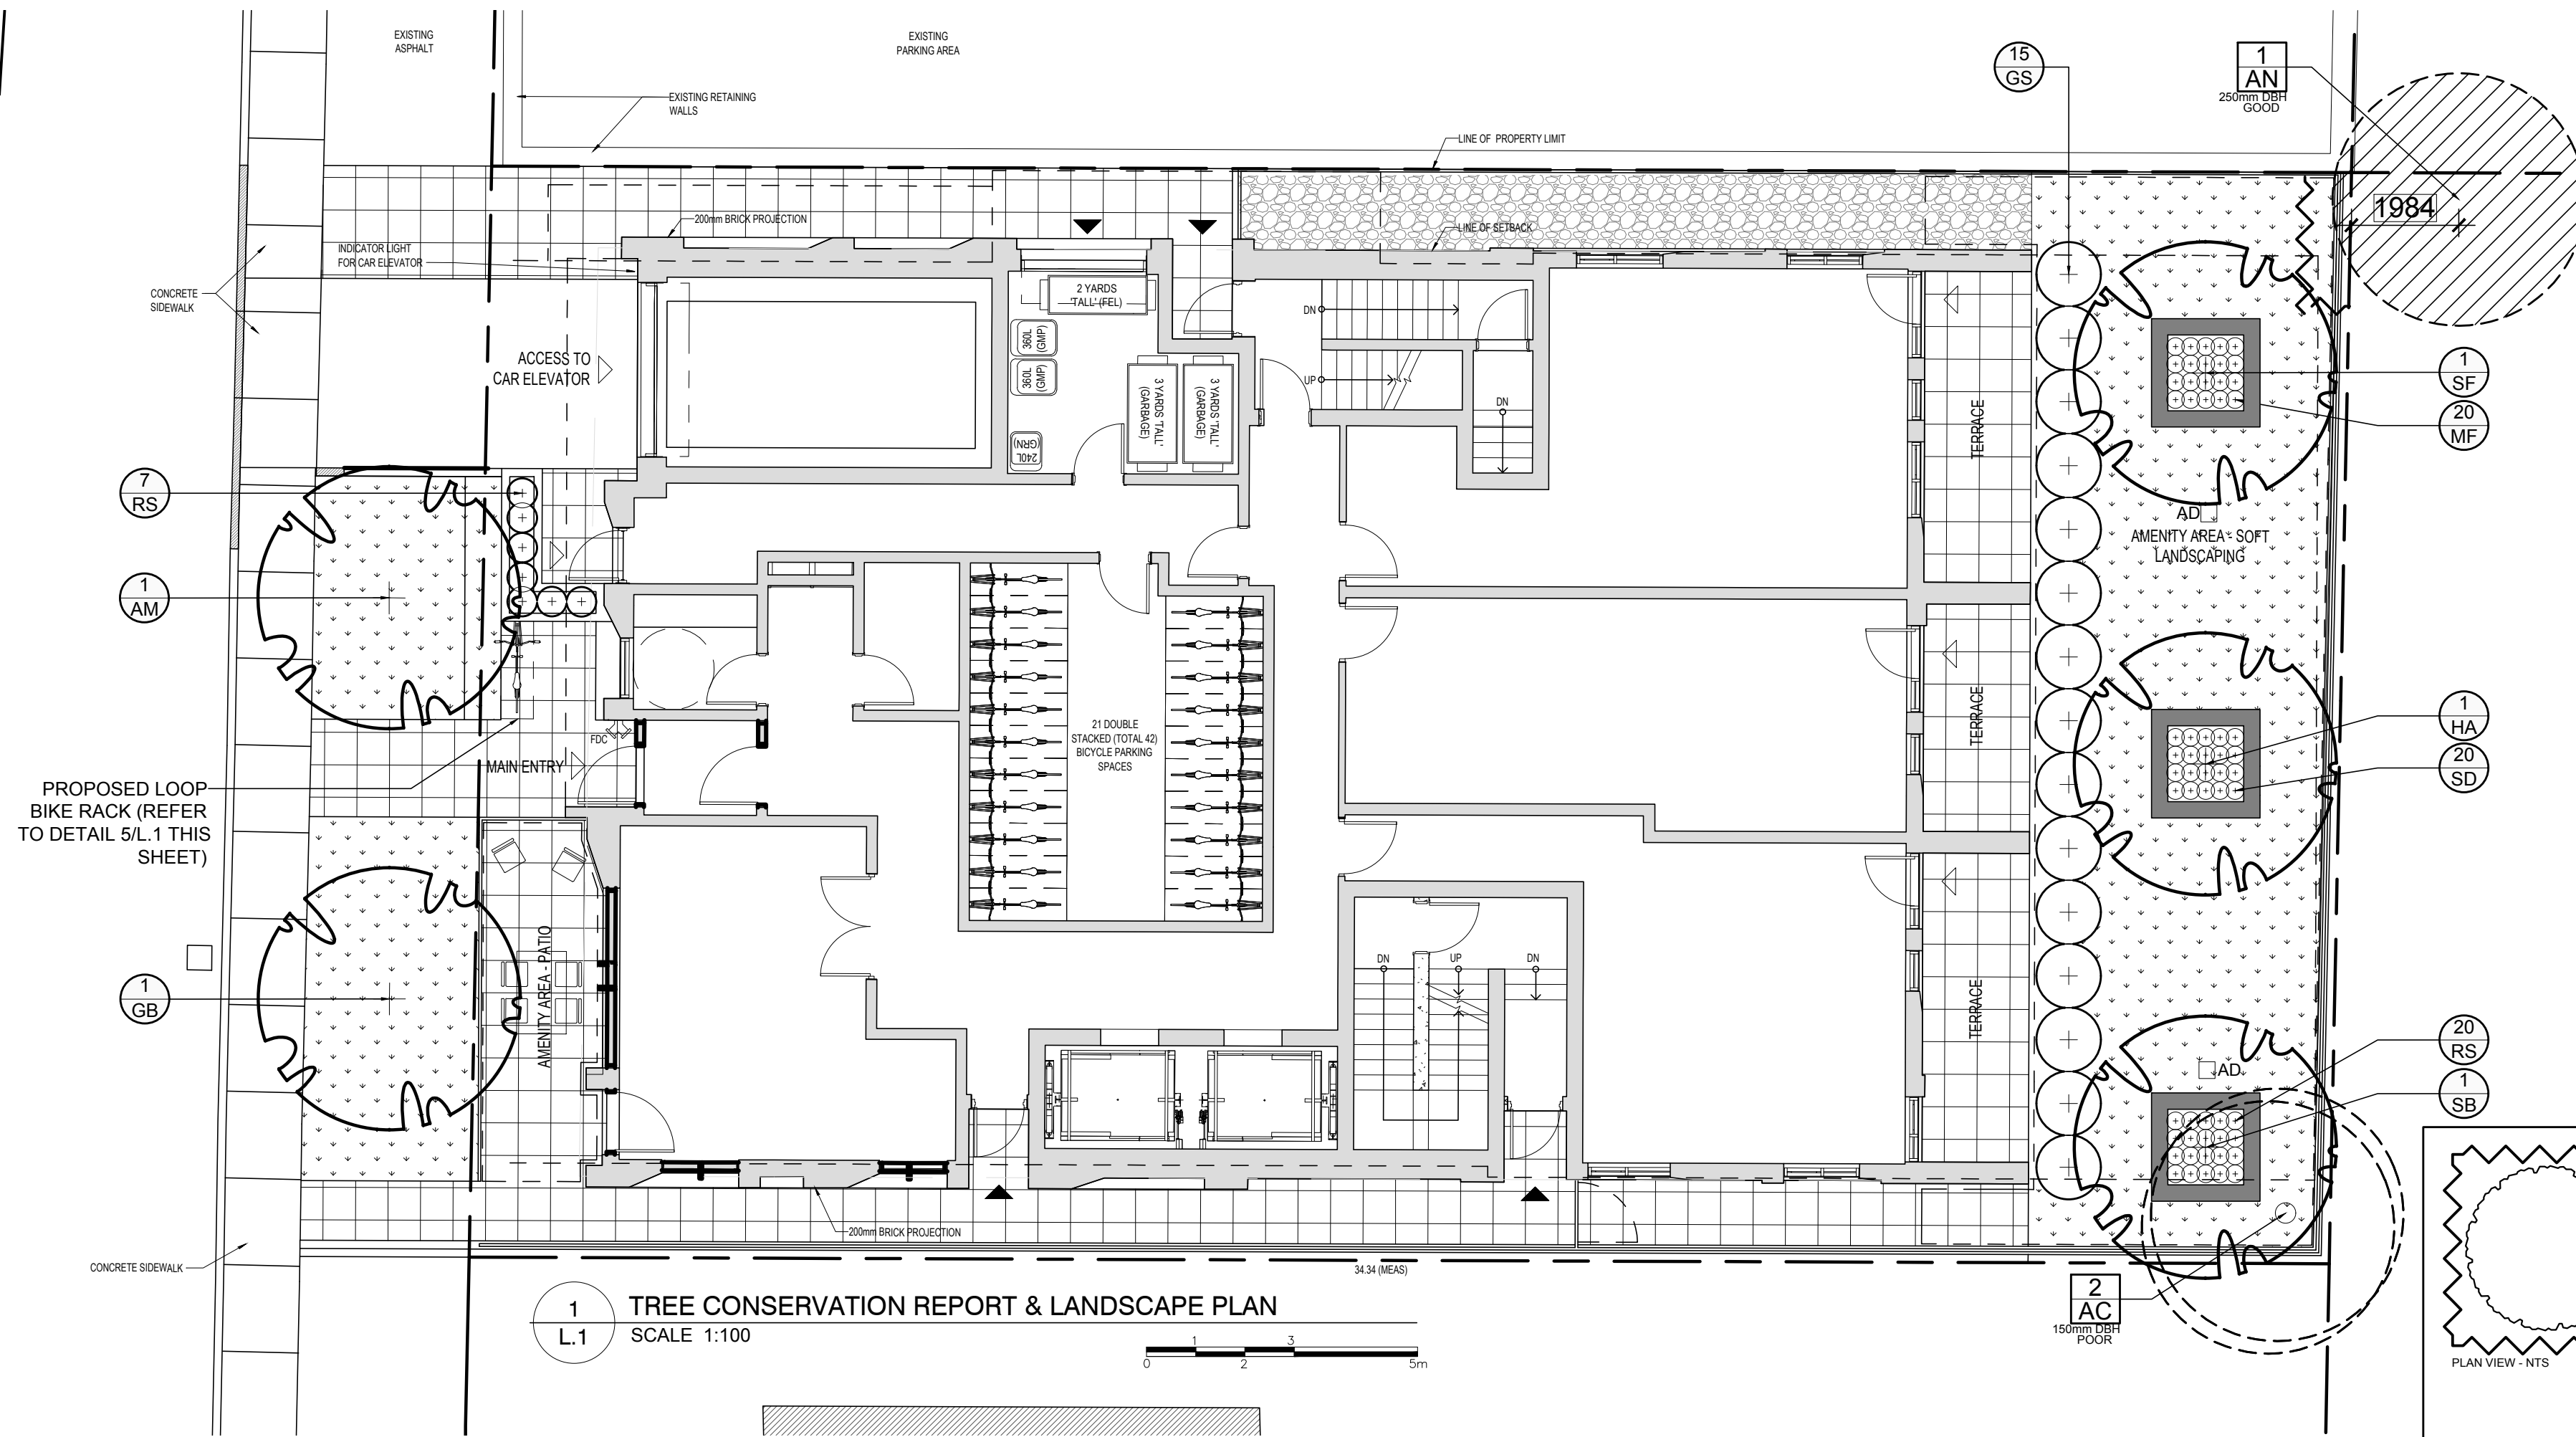 EXISTING
ASPHALT
EXISTING
PARKING AREA
15
GS
1
AN
250mm DBH
GOOD
EXISTING RETAINING
WALLS
LINE OF PROPERTY LIMIT
200mm BRICK PROJECTION
LINE OF SETBACK
1984
INDICATOR LIGHT
FOR CAR ELEVATOR
CONCRETE
SIDEWALK
2 YARDS
'TALL' (FEL)
DN
360L
(GMP)
360L
(GMP)
ACCESS TO
CAR ELEVATOR
3 YARDS 'TALL'
(GARBAGE)
3 YARDS 'TALL'
(GARBAGE)
UP
DN
240L
(GRN)
TERRACE
1
SF
20
MF
7
RS
AD
AMENITY AREA - SOFT
LANDSCAPING
1
AM
TERRACE
1
HA
20
SD
21 DOUBLE
STACKED (TOTAL 42)
BICYCLE PARKING
SPACES
FDC
MAIN ENTRY
PROPOSED LOOP
BIKE RACK (REFER
TO DETAIL 5/L.1 THIS
SHEET)
AMENITY AREA - PATIO
1
GB
DN
UP
DN
TERRACE
20
RS
AD
1
SB
200mm BRICK PROJECTION
CONCRETE SIDEWALK
34.34 (MEAS)
2
AC
150mm DBH
POOR
1
L.1
TREE CONSERVATION REPORT & LANDSCAPE PLAN
SCALE 1:100
1
3
0
2
5m
PLAN VIEW - NTS